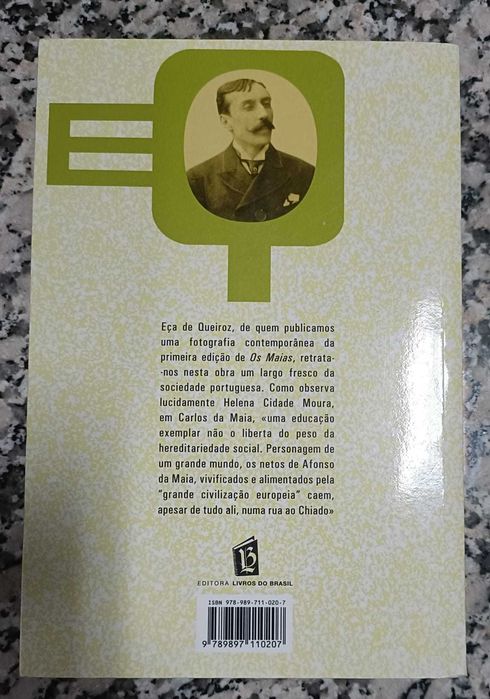 EQ
Eça de Queiroz, de quem publicamos
uma fotografia contemporânea da
primeira edição de Os Maias, retrata-
-nos nesta obra um largo fresco da
sociedade portuguesa. Como observa
lucidamente Helena Cidade Moura,
em Carlos da Maia, «uma educação
exemplar não o liberta do peso da
hereditariedade social. Personagem de
um grande mundo, os netos de Afonso
da Maia, vivificados e alimentados pela
"grande civilização europeia" caem,
apesar de tudo ali, numa rua ao Chiado»
LB
EDITORA LIVROS DO BRASIL
ISBN 978-989-711-020-7
9 789897 110207